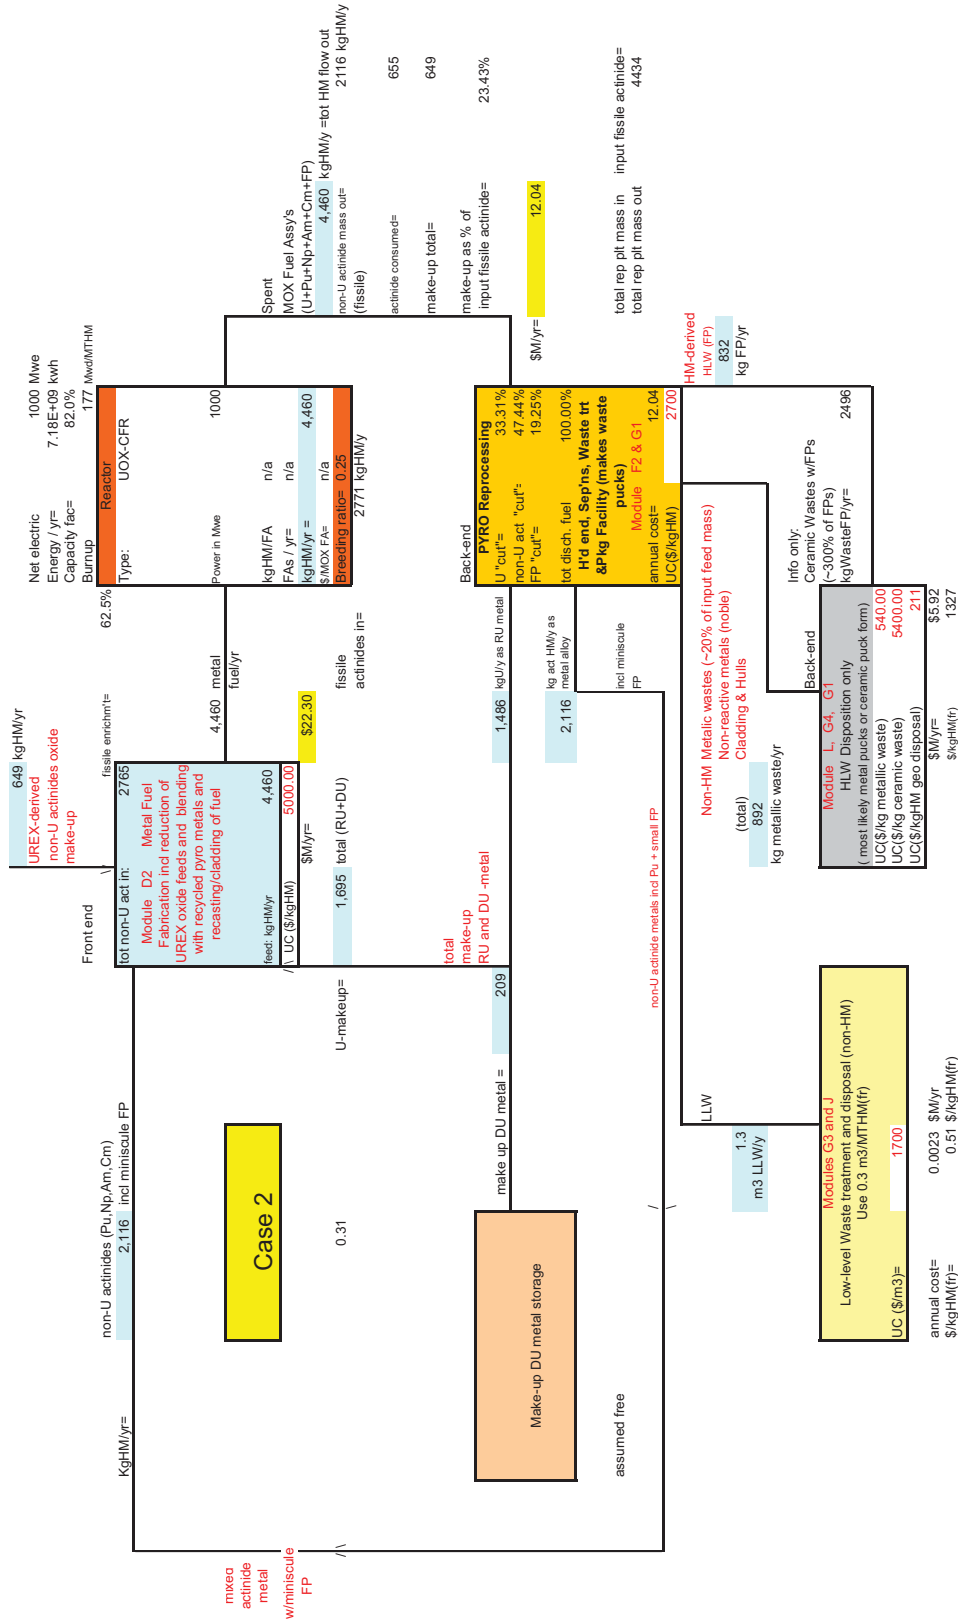 649 kgHM/yr
UREX-derived
non-U actinides oxide
make-up
Net electric 1000 Mwe
Energy / yr= 7.18E+09 kwh
Capacity fac= 82.0%
Burnup 177 Mwd/MTHM
Front end
fissile enrichm't= 62.5%
non-U actinides (Pu,Np,Am,Cm)
KgHM/yr= 2,116 incl miniscule FP
tot non-U act in: 2765
Module D2 Metal Fuel
Fabrication incl reduction of
UREX oxide feeds and blending
with recycled pyro metals and
recasting/cladding of fuel
feed: kgHM/yr 4,460
/ \ UC ($/kgHM) 5000.00
$M/yr= $22.30
4,460 metal
fuel/yr
Reactor
Type: UOX-CFR
Power in Mwe 1000
kgHM/FA n/a
FAs / yr= n/a
kgHM/yr = 4,460
$/MOX FA= n/a
Breeding ratio= 0.25
2771 kgHM/y
fissile
actinides in=
Spent
MOX Fuel Assy's
(U+Pu+Np+Am+Cm+FP)
4,460 kgHM/y =tot HM flow out
non-U actinide mass out= 2116 kgHM/y
(fissile)
actinide consumed= 655
make-up total= 649
make-up as % of
input fissile actinide= 23.43%
mixed
actinide
metal
w/miniscule
FP
/ \
Case 2
0.31
U-makeup= 1,695 total (RU+DU)
total
make-up
RU and DU -metal
make up DU metal = 209
1,486 kgU/y as RU metal
2,116 kg act HM/y as
metal alloy
incl miniscule
FP
Make-up DU metal storage
assumed free
Back-end
PYRO Reprocessing
U "cut"= 33.31%
non-U act "cut"= 47.44%
FP "cut"= 19.25%
tot disch. fuel 100.00%
H'd end, Sep'ns, Waste trt
&Pkg Facility (makes waste
pucks)
Module F2 & G1
annual cost= 12.04
UC($/kgHM) 2700
$M/yr= 12.04
total rep plt mass in input fissile actinide=
total rep plt mass out 4434
non-U actinide metals incl Pu + small FP
/ \
HM-derived
HLW (FP)
832
kg FP/yr
Non-HM Metallic wastes (~20% of input feed mass)
Non-reactive metals (noble)
Cladding & Hulls
(total)
892
kg metallic waste/yr
LLW
1.3
m3 LLW/y
Info only:
Ceramic Wastes w/FPs
(~300% of FPs)
kgWasteFP/yr= 2496
Modules G3 and J
Low-level Waste treatment and disposal (non-HM)
Use 0.3 m3/MTHM(fr)
UC ($/m3)= 1700
annual cost= 0.0023 $M/yr
$/kgHM(fr)= 0.51 $/kgHM(fr)
Back-end
Module L, G4, G1
HLW Disposition only
( most likely metal pucks or ceramic puck form)
UC($/kg metallic waste) 540.00
UC($/kg ceramic waste) 5400.00
UC($/kgHM geo disposal) 211
$M/yr= $5.92
$/kgHM(fr) 1327